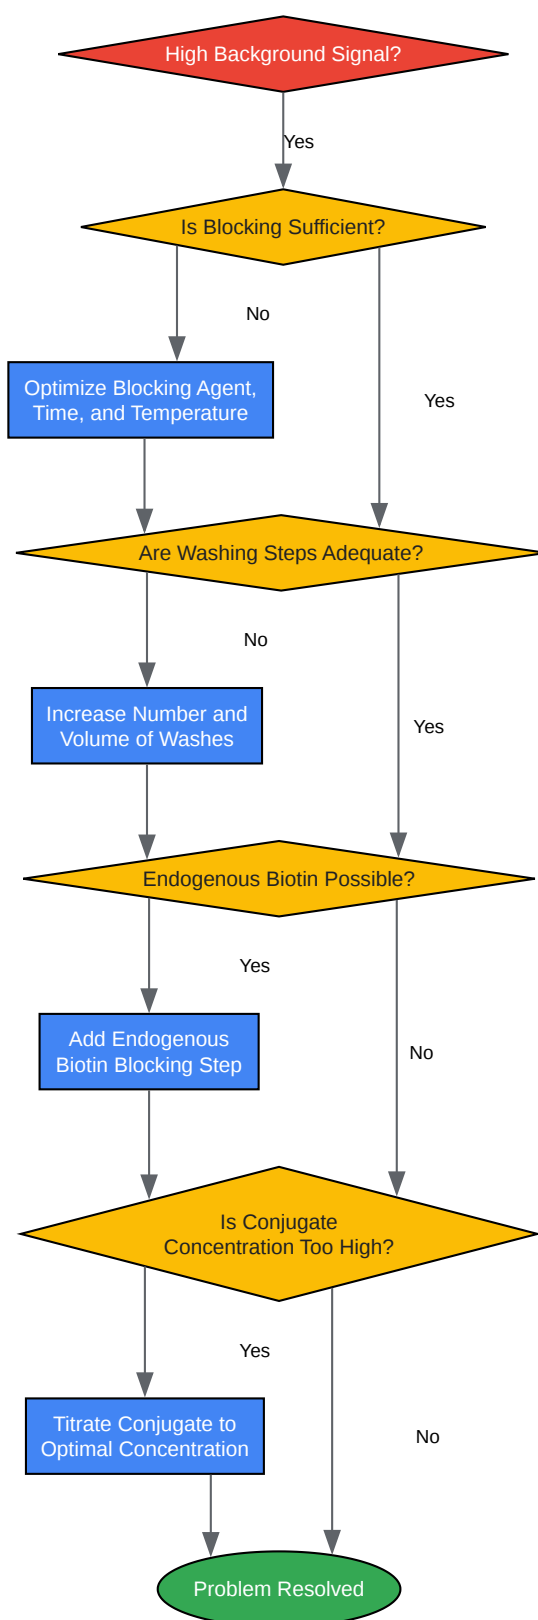 High Background Signal?
Yes
Is Blocking Sufficient?
No
Optimize Blocking Agent,
Time, and Temperature
Yes
Are Washing Steps Adequate?
No
Increase Number and
Volume of Washes
Yes
Endogenous Biotin Possible?
Yes
Add Endogenous
Biotin Blocking Step
No
Is Conjugate
Concentration Too High?
Yes
Titrate Conjugate to
Optimal Concentration
No
Problem Resolved